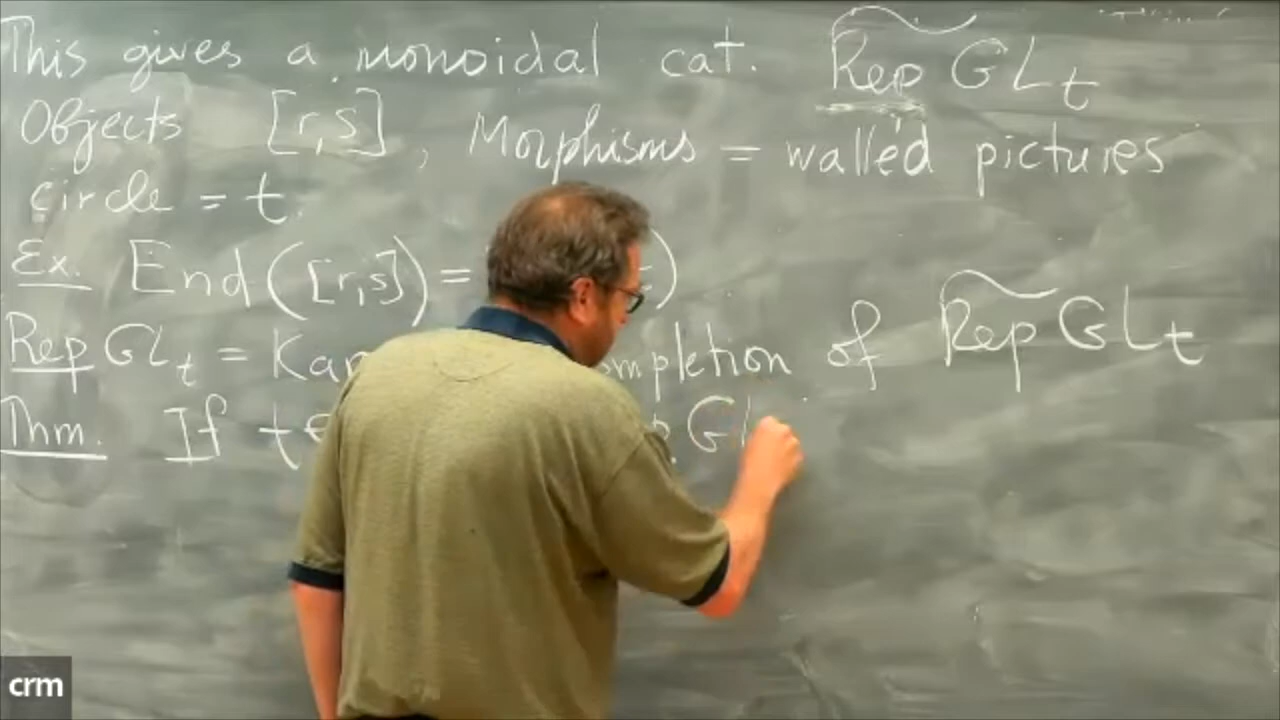 This gives a monoidal cat. Rep GL_t
Objects [r,s], Morphisms = walled pictures
circle = t.
Ex. End([r,s]) = )
Rep GL_t = Kar mpletion of Rep GL_t
Thm. If t GL
crm